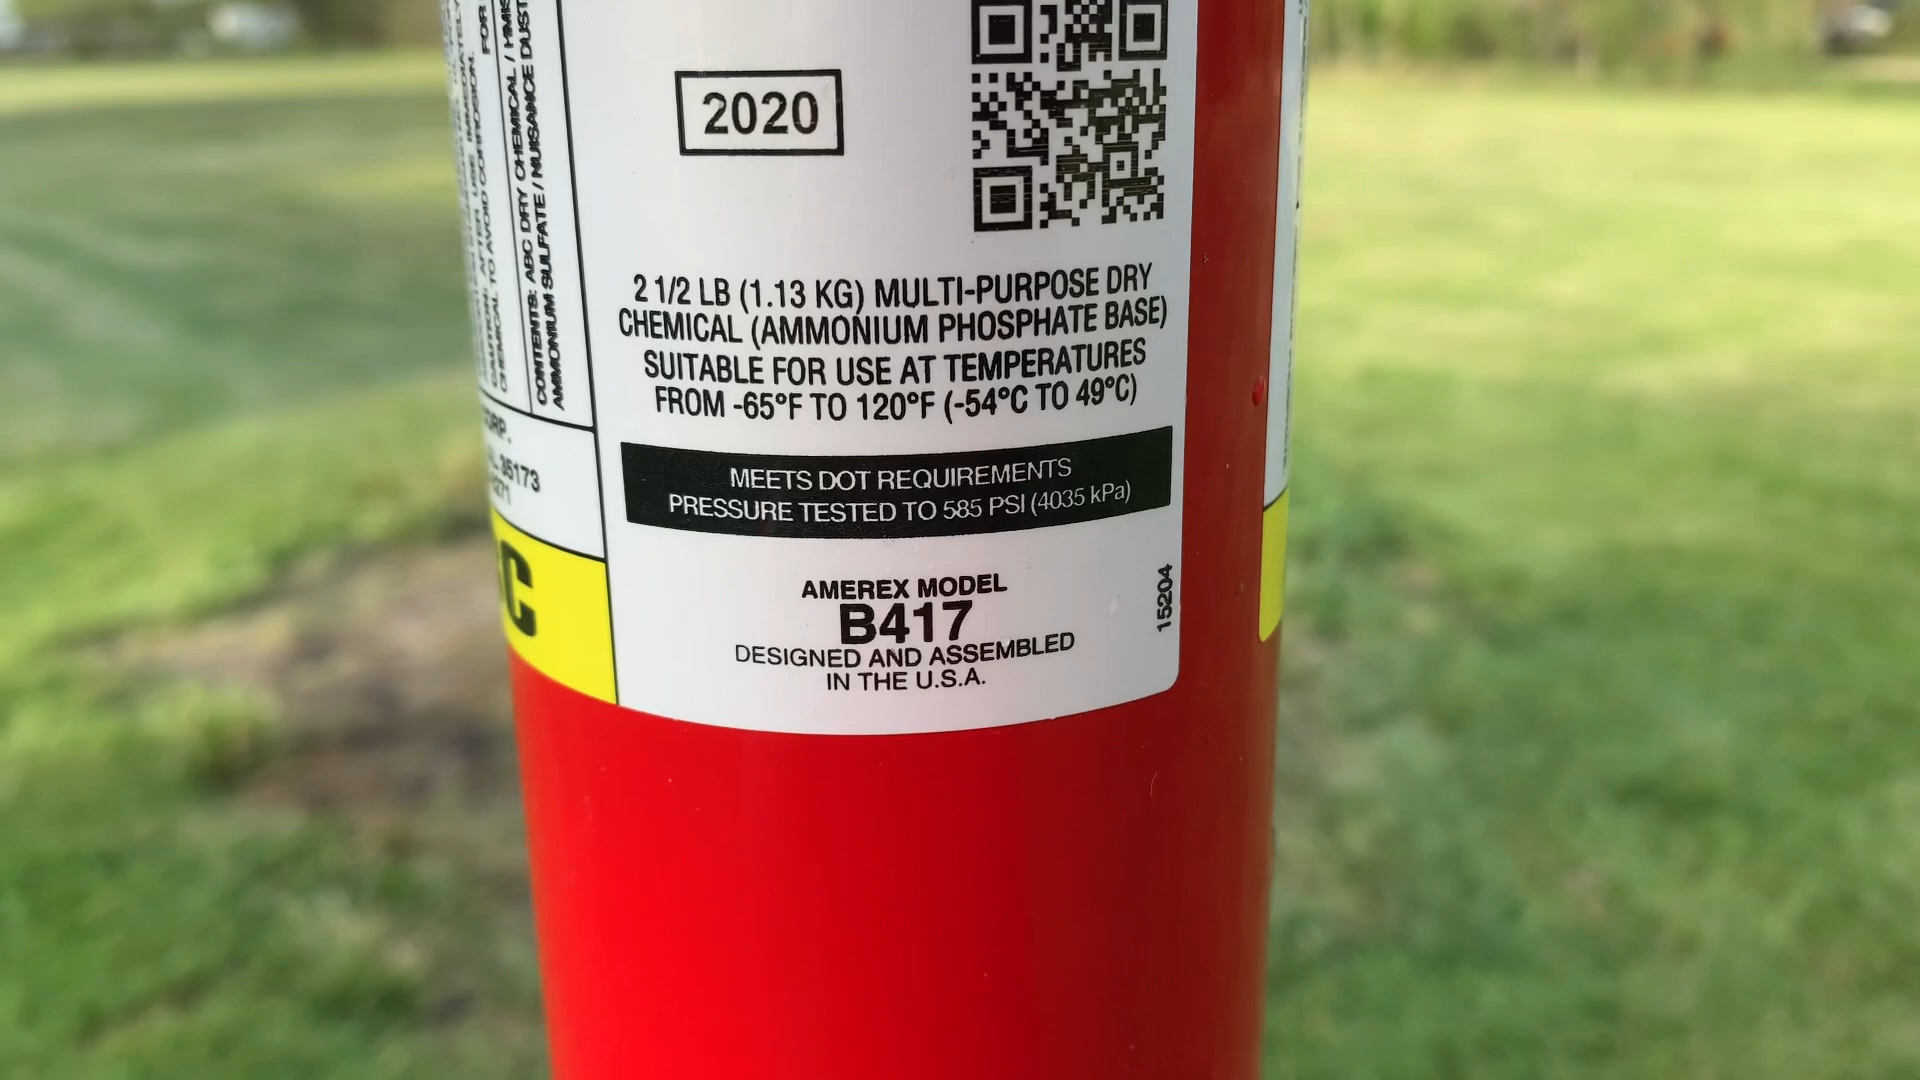 FOR
CHEMICAL TO AVOID CORROSION.
CONTENTS: ABC DRY CHEMICAL / HMIS
AMMONIUM SULFATE / NUISANCE DUST
35173
C
2020
2 1/2 LB (1.13 KG) MULTI-PURPOSE DRY
CHEMICAL (AMMONIUM PHOSPHATE BASE)
SUITABLE FOR USE AT TEMPERATURES
FROM -65°F TO 120°F (-54°C TO 49°C)
MEETS DOT REQUIREMENTS
PRESSURE TESTED TO 585 PSI (4035 kPa)
AMEREX MODEL
B417
DESIGNED AND ASSEMBLED
IN THE U.S.A.
15204